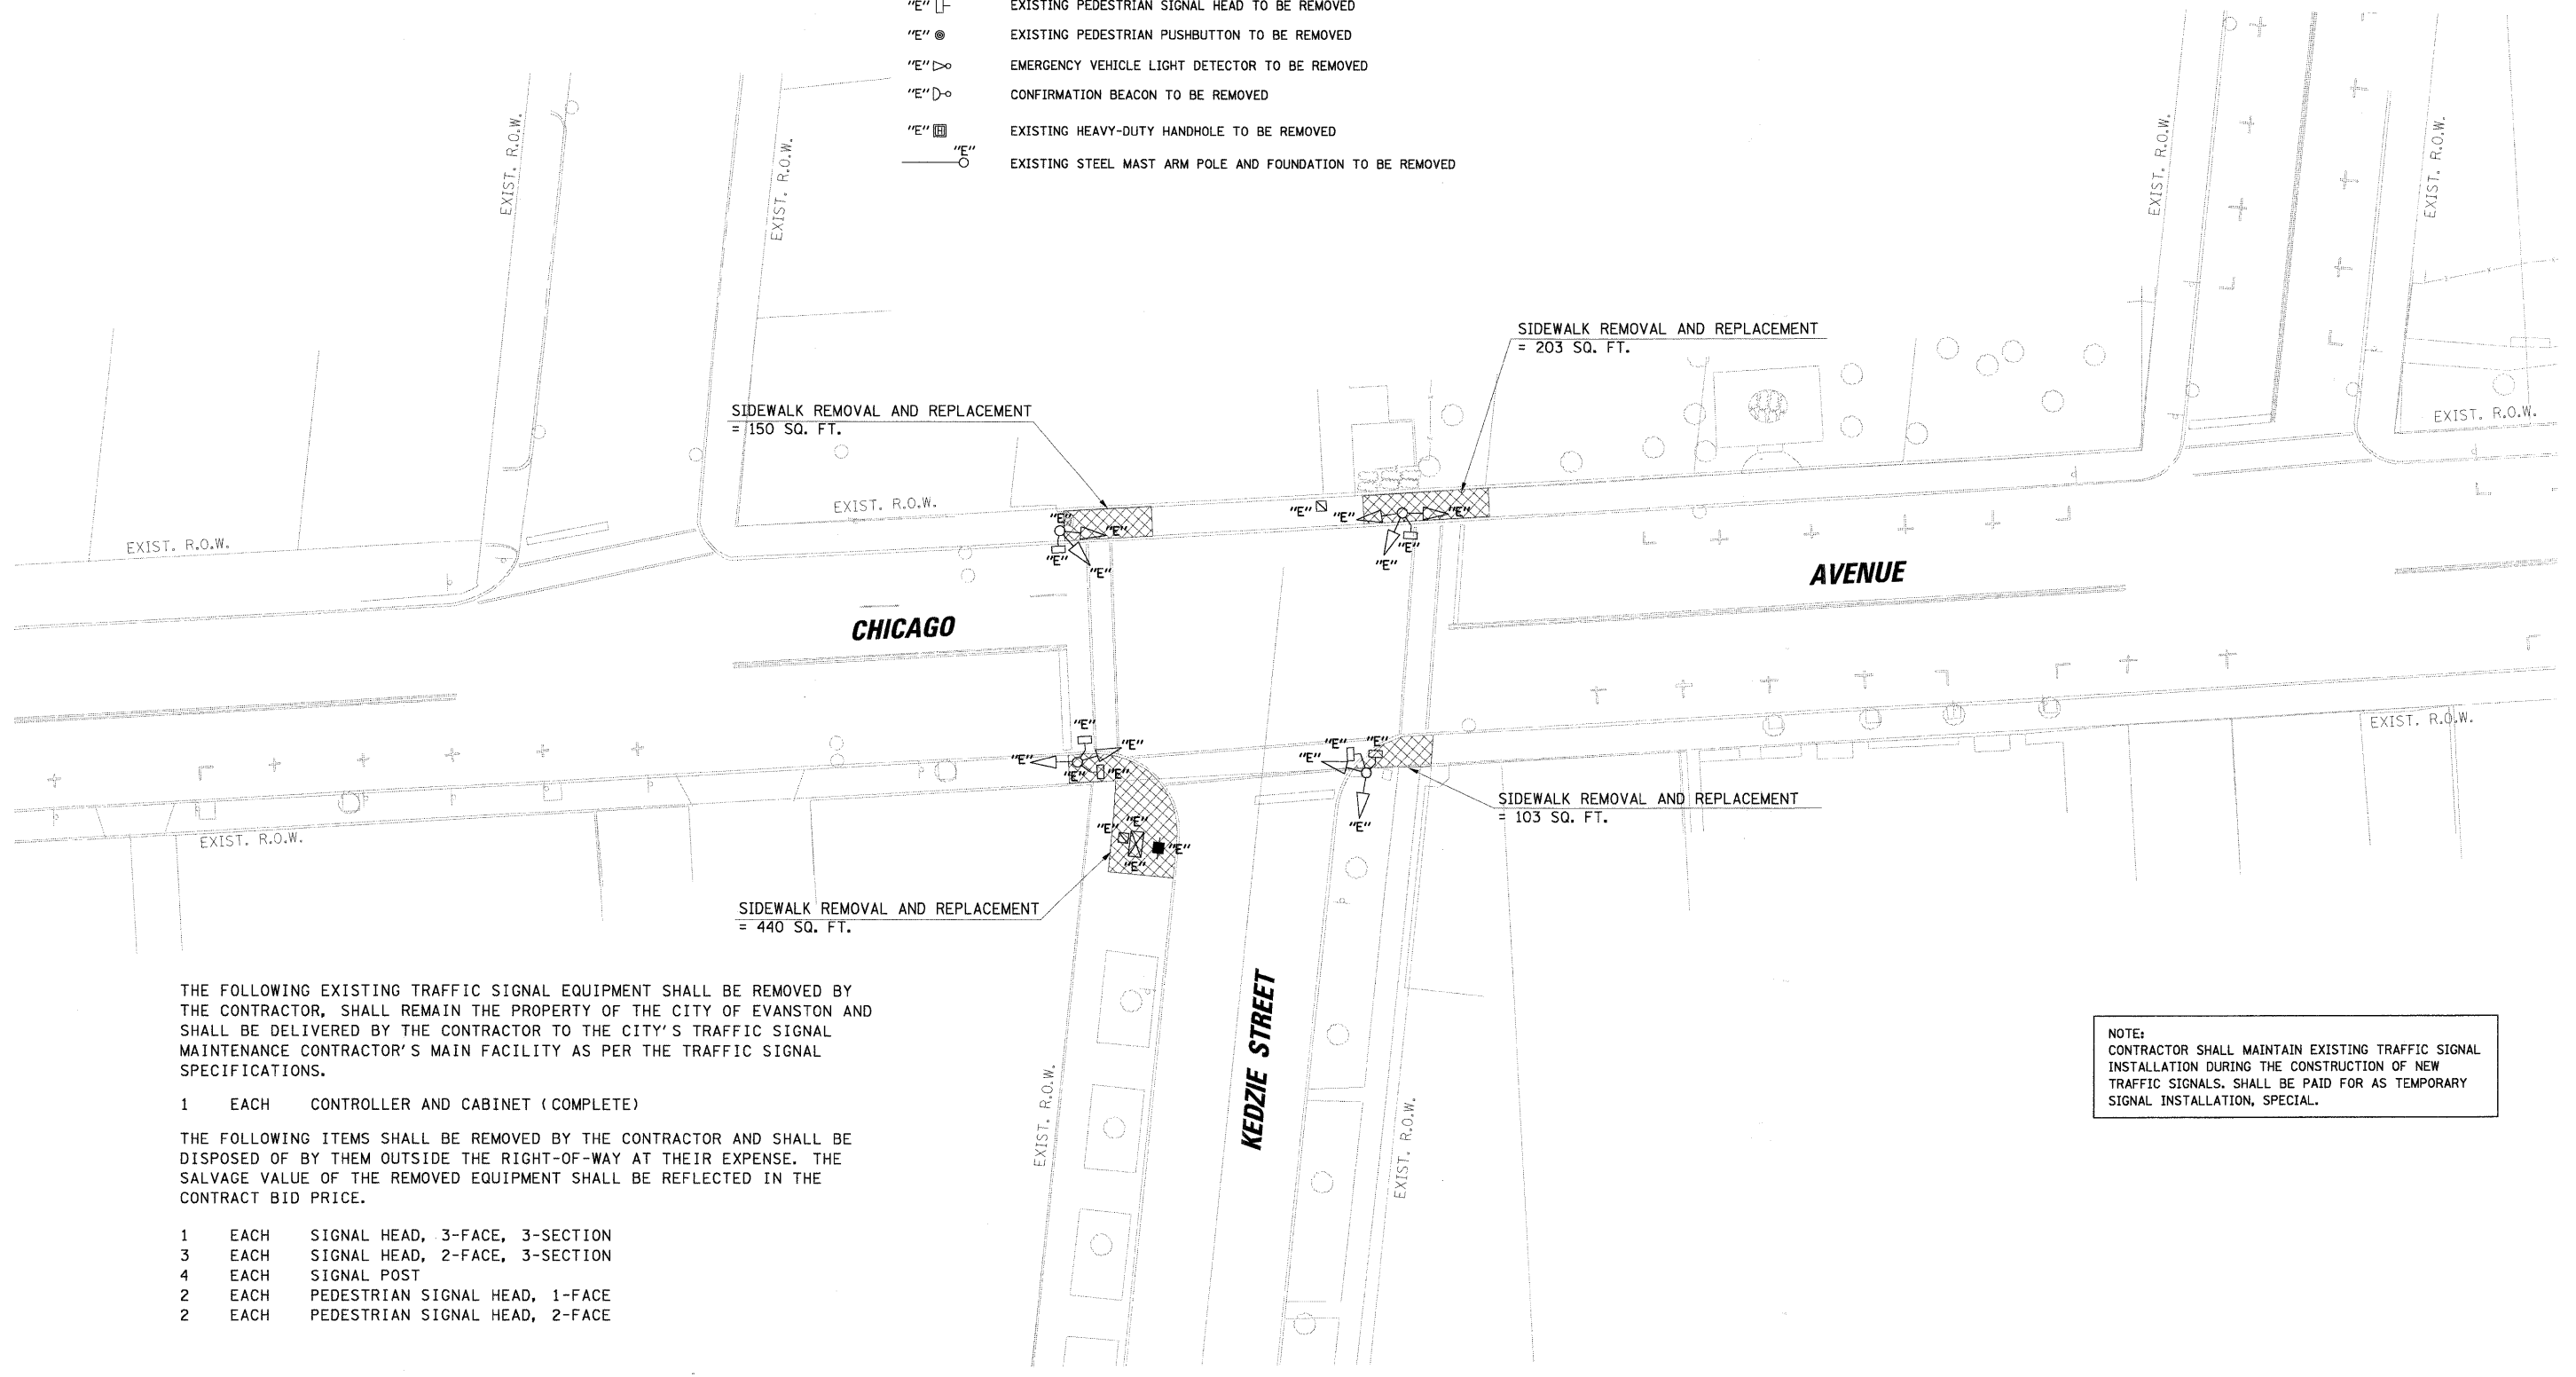 "E" EXISTING PEDESTRIAN SIGNAL HEAD TO BE REMOVED
"E" EXISTING PEDESTRIAN PUSHBUTTON TO BE REMOVED
"E" EMERGENCY VEHICLE LIGHT DETECTOR TO BE REMOVED
"E" CONFIRMATION BEACON TO BE REMOVED
"E" H EXISTING HEAVY-DUTY HANDHOLE TO BE REMOVED
"E"
EXISTING STEEL MAST ARM POLE AND FOUNDATION TO BE REMOVED
EXIST. R.O.W.
EXIST. R.O.W.
EXIST. R.O.W.
EXIST. R.O.W.
SIDEWALK REMOVAL AND REPLACEMENT
= 203 SQ. FT.
SIDEWALK REMOVAL AND REPLACEMENT
= 150 SQ. FT.
EXIST. R.O.W.
EXIST. R.O.W.
EXIST. R.O.W.
"E"
"E"
"E"
"E"
"E"
"E"
"E"
"E"
"E"
CHICAGO
AVENUE
"E"
"E"
"E"
"E"
"E"
"E"
"E"
"E"
"E"
EXIST. R.O.W.
EXIST. R.O.W.
SIDEWALK REMOVAL AND REPLACEMENT
= 103 SQ. FT.
"E"
"E"
"E"
"E"
SIDEWALK REMOVAL AND REPLACEMENT
= 440 SQ. FT.
KEDZIE STREET
EXIST. R.O.W.
EXIST. R.O.W.
THE FOLLOWING EXISTING TRAFFIC SIGNAL EQUIPMENT SHALL BE REMOVED BY
THE CONTRACTOR, SHALL REMAIN THE PROPERTY OF THE CITY OF EVANSTON AND
SHALL BE DELIVERED BY THE CONTRACTOR TO THE CITY'S TRAFFIC SIGNAL
MAINTENANCE CONTRACTOR'S MAIN FACILITY AS PER THE TRAFFIC SIGNAL
SPECIFICATIONS.
1 EACH CONTROLLER AND CABINET (COMPLETE)
THE FOLLOWING ITEMS SHALL BE REMOVED BY THE CONTRACTOR AND SHALL BE
DISPOSED OF BY THEM OUTSIDE THE RIGHT-OF-WAY AT THEIR EXPENSE. THE
SALVAGE VALUE OF THE REMOVED EQUIPMENT SHALL BE REFLECTED IN THE
CONTRACT BID PRICE.
1 EACH SIGNAL HEAD, 3-FACE, 3-SECTION
3 EACH SIGNAL HEAD, 2-FACE, 3-SECTION
4 EACH SIGNAL POST
2 EACH PEDESTRIAN SIGNAL HEAD, 1-FACE
2 EACH PEDESTRIAN SIGNAL HEAD, 2-FACE
NOTE:
CONTRACTOR SHALL MAINTAIN EXISTING TRAFFIC SIGNAL
INSTALLATION DURING THE CONSTRUCTION OF NEW
TRAFFIC SIGNALS. SHALL BE PAID FOR AS TEMPORARY
SIGNAL INSTALLATION, SPECIAL.